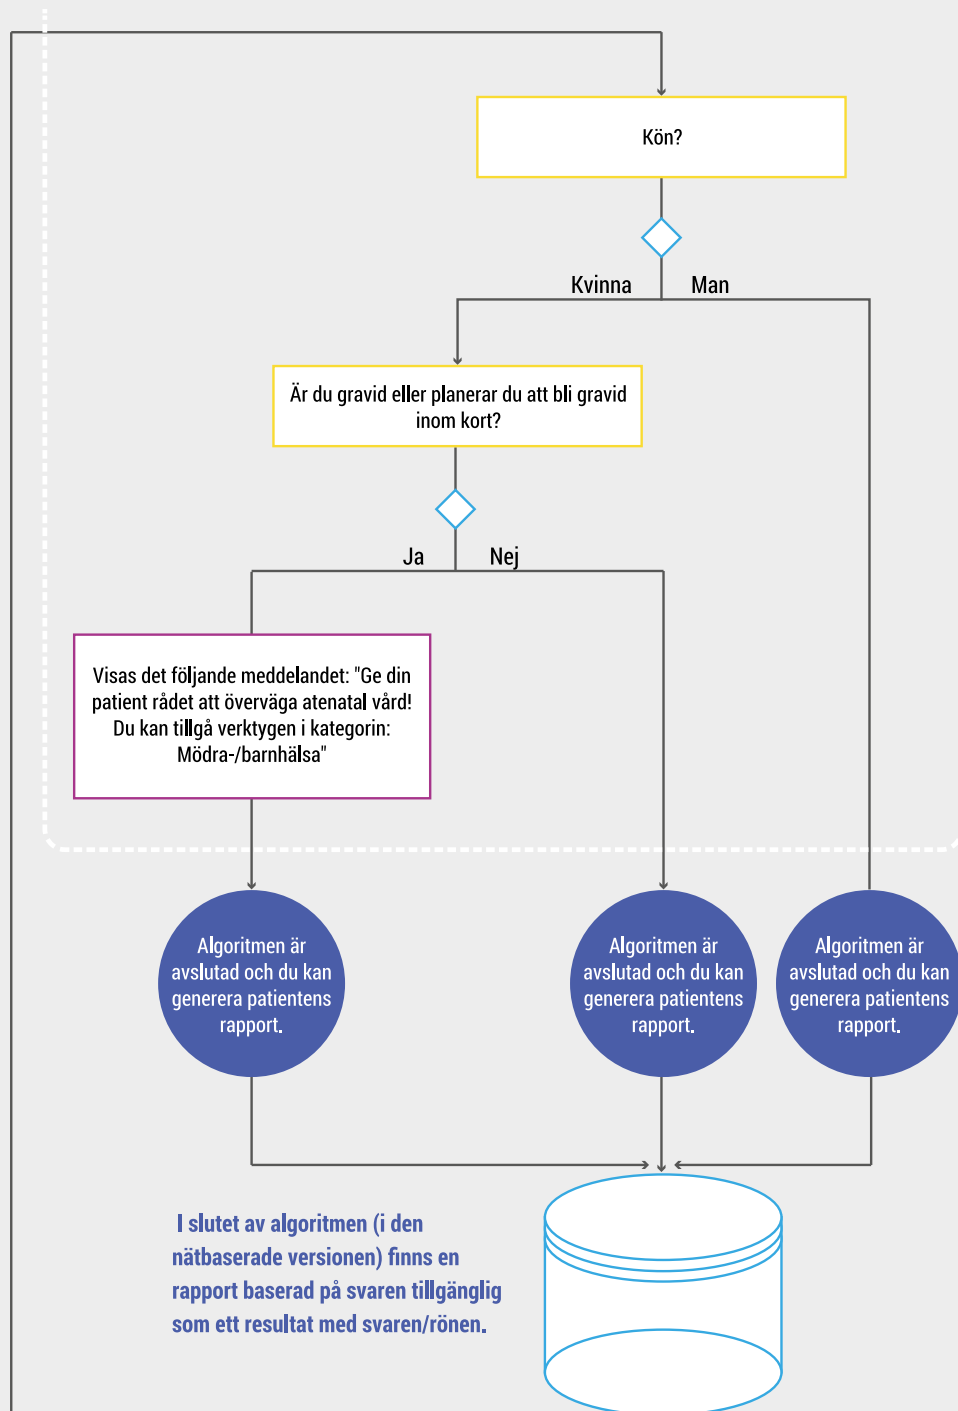 Kön?
Kvinna
Man
Är du gravid eller planerar du att bli gravid
inom kort?
Ja
Nej
Visas det följande meddelandet: "Ge din
patient rådet att överväga atenatal vård!
Du kan tillgå verktygen i kategorin:
Mödra-/barnhälsa"
Algoritmen är
avslutad och du kan
generera patientens
rapport.
Algoritmen är
avslutad och du kan
generera patientens
rapport.
Algoritmen är
avslutad och du kan
generera patientens
rapport.
I slutet av algoritmen (i den
nätbaserade versionen) finns en
rapport baserad på svaren tillgänglig
som ett resultat med svaren/rönen.